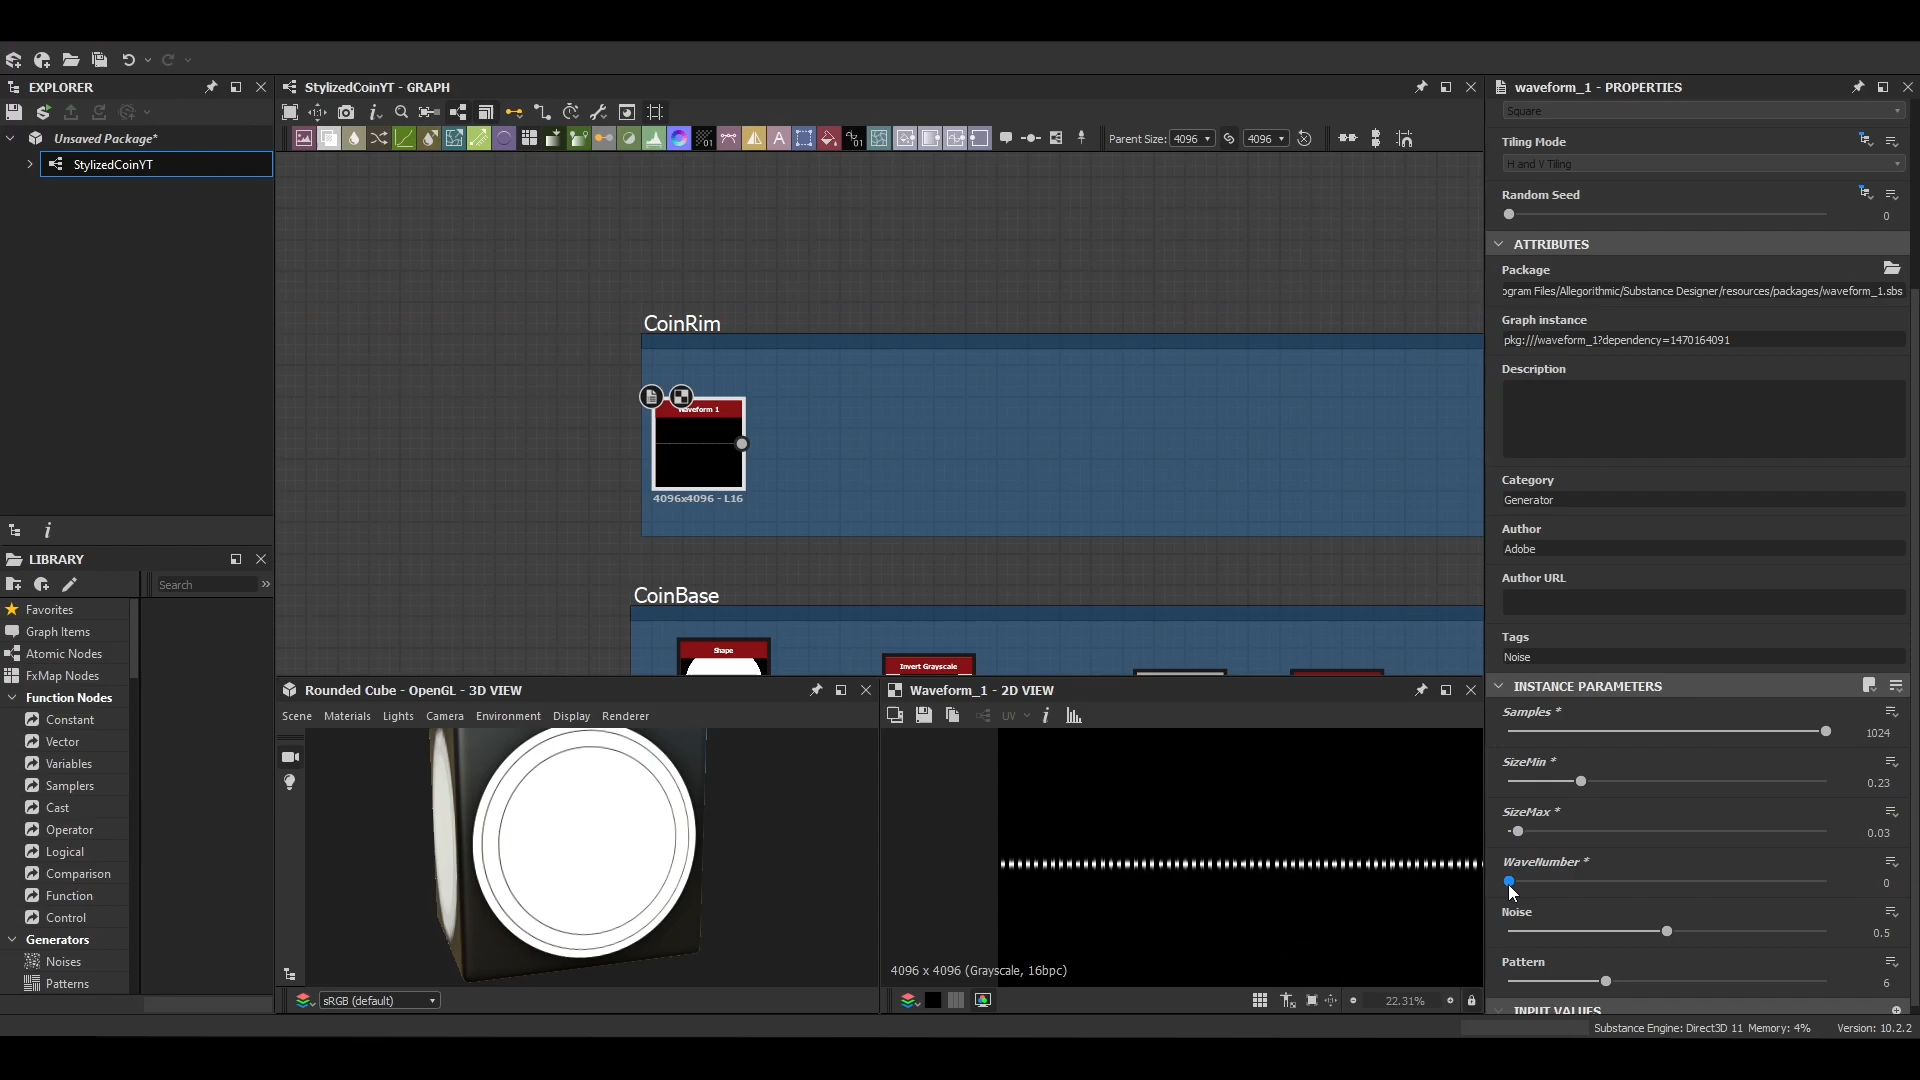 EXPLORER
Unsaved Package*
StylizedCoinYT
LIBRARY
Search
Favorites
Graph Items
Atomic Nodes
FxMap Nodes
Function Nodes
Constant
Vector
Variables
Samplers
Cast
Operator
Logical
Comparison
Function
Control
Generators
Noises
Patterns
StylizedCoinYT - GRAPH
Parent Size: 4096 4096
CoinRim
Waveform 1
4096x4096 - L16
CoinBase
Shape
Invert Grayscale
Rounded Cube - OpenGL - 3D VIEW
Scene Materials Lights Camera Environment Display Renderer
sRGB (default)
Waveform_1 - 2D VIEW
UV
4096 x 4096 (Grayscale, 16bpc)
22.31%
waveform_1 - PROPERTIES
Square
Tiling Mode
H and V Tiling
Random Seed
0
ATTRIBUTES
Package
ogram Files/Allegorithmic/Substance Designer/resources/packages/waveform_1.sbs
Graph instance
pkg:///waveform_1?dependency=1470164091
Description
Category
Generator
Author
Adobe
Author URL
Tags
Noise
INSTANCE PARAMETERS
Samples *
1024
SizeMin *
0.23
SizeMax *
0.03
WaveNumber *
0
Noise
0.5
Pattern
6
INPUT VALUES
Substance Engine: Direct3D 11 Memory: 4% Version: 10.2.2